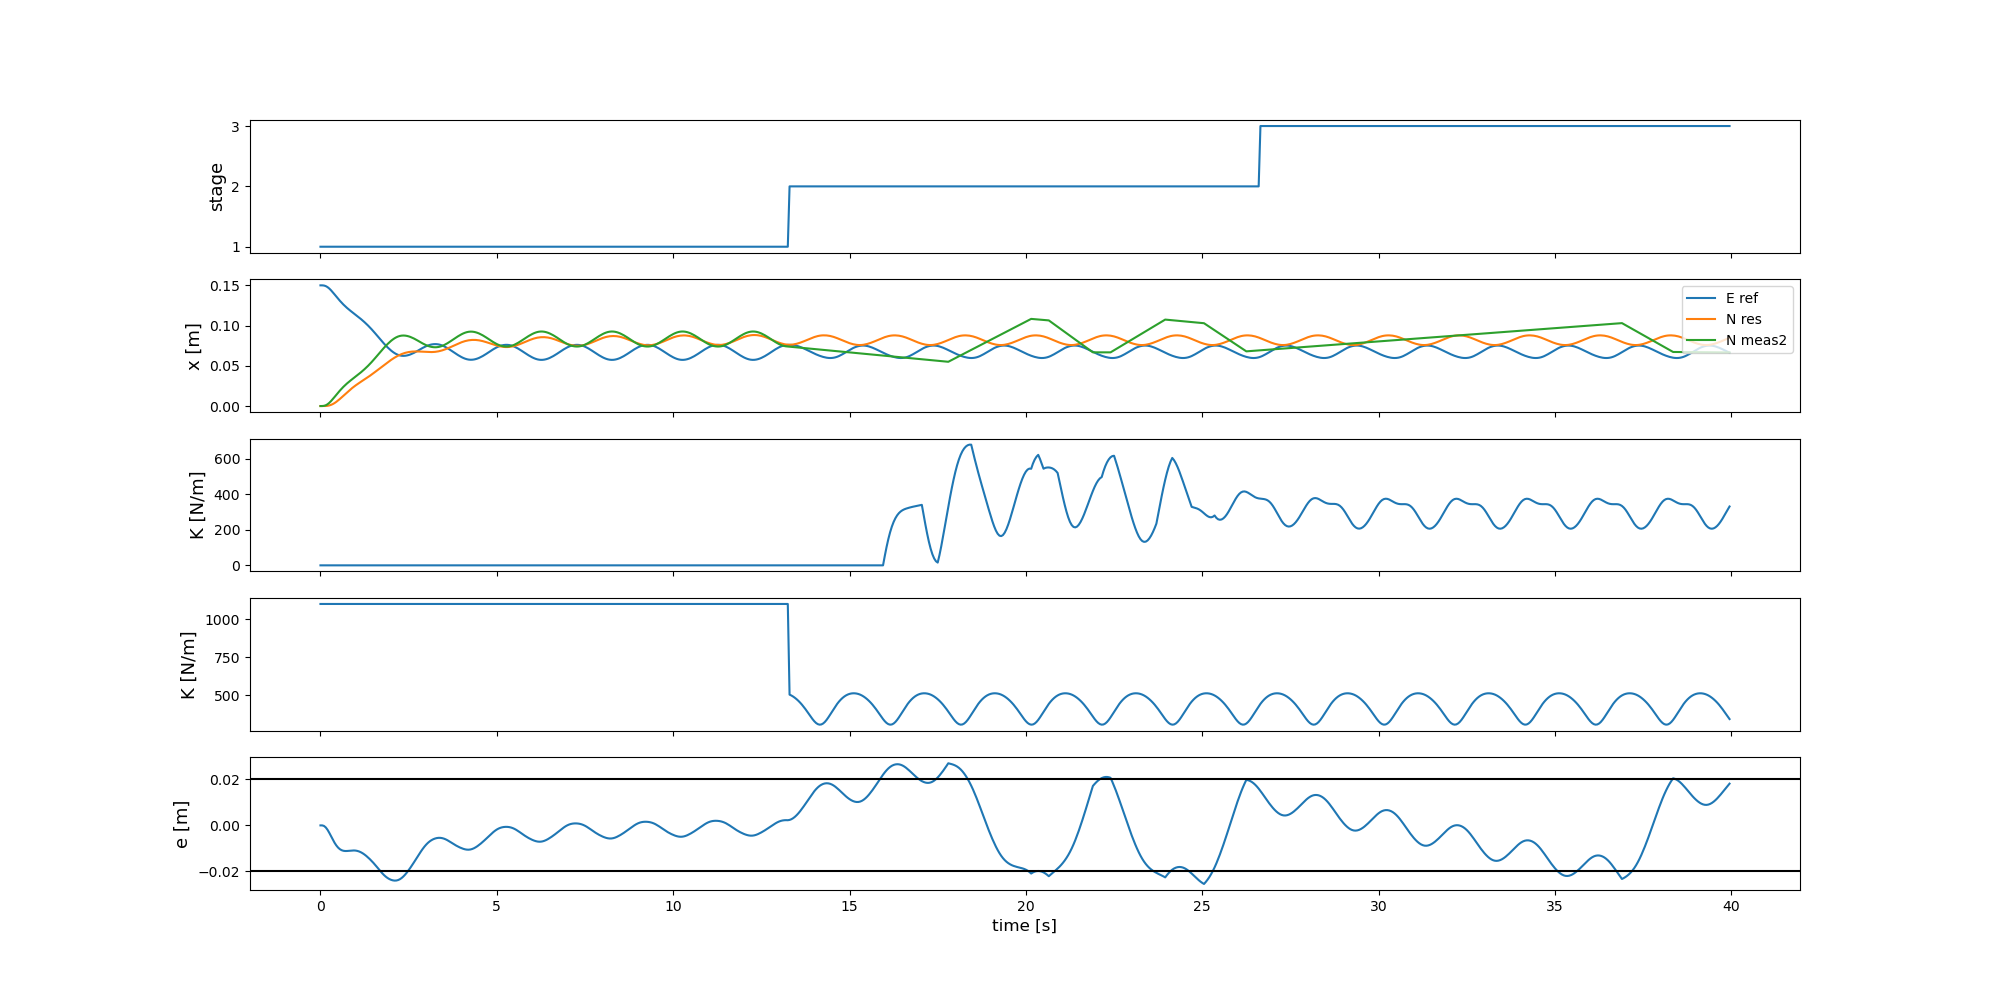 3
2
1
stage
0.15
0.10
0.05
0.00
x [m]
E ref
N res
N meas2
600
400
200
0
K [N/m]
1000
750
500
K [N/m]
0.02
0.00
−0.02
e [m]
0 5 10 15 20 25 30 35 40
time [s]